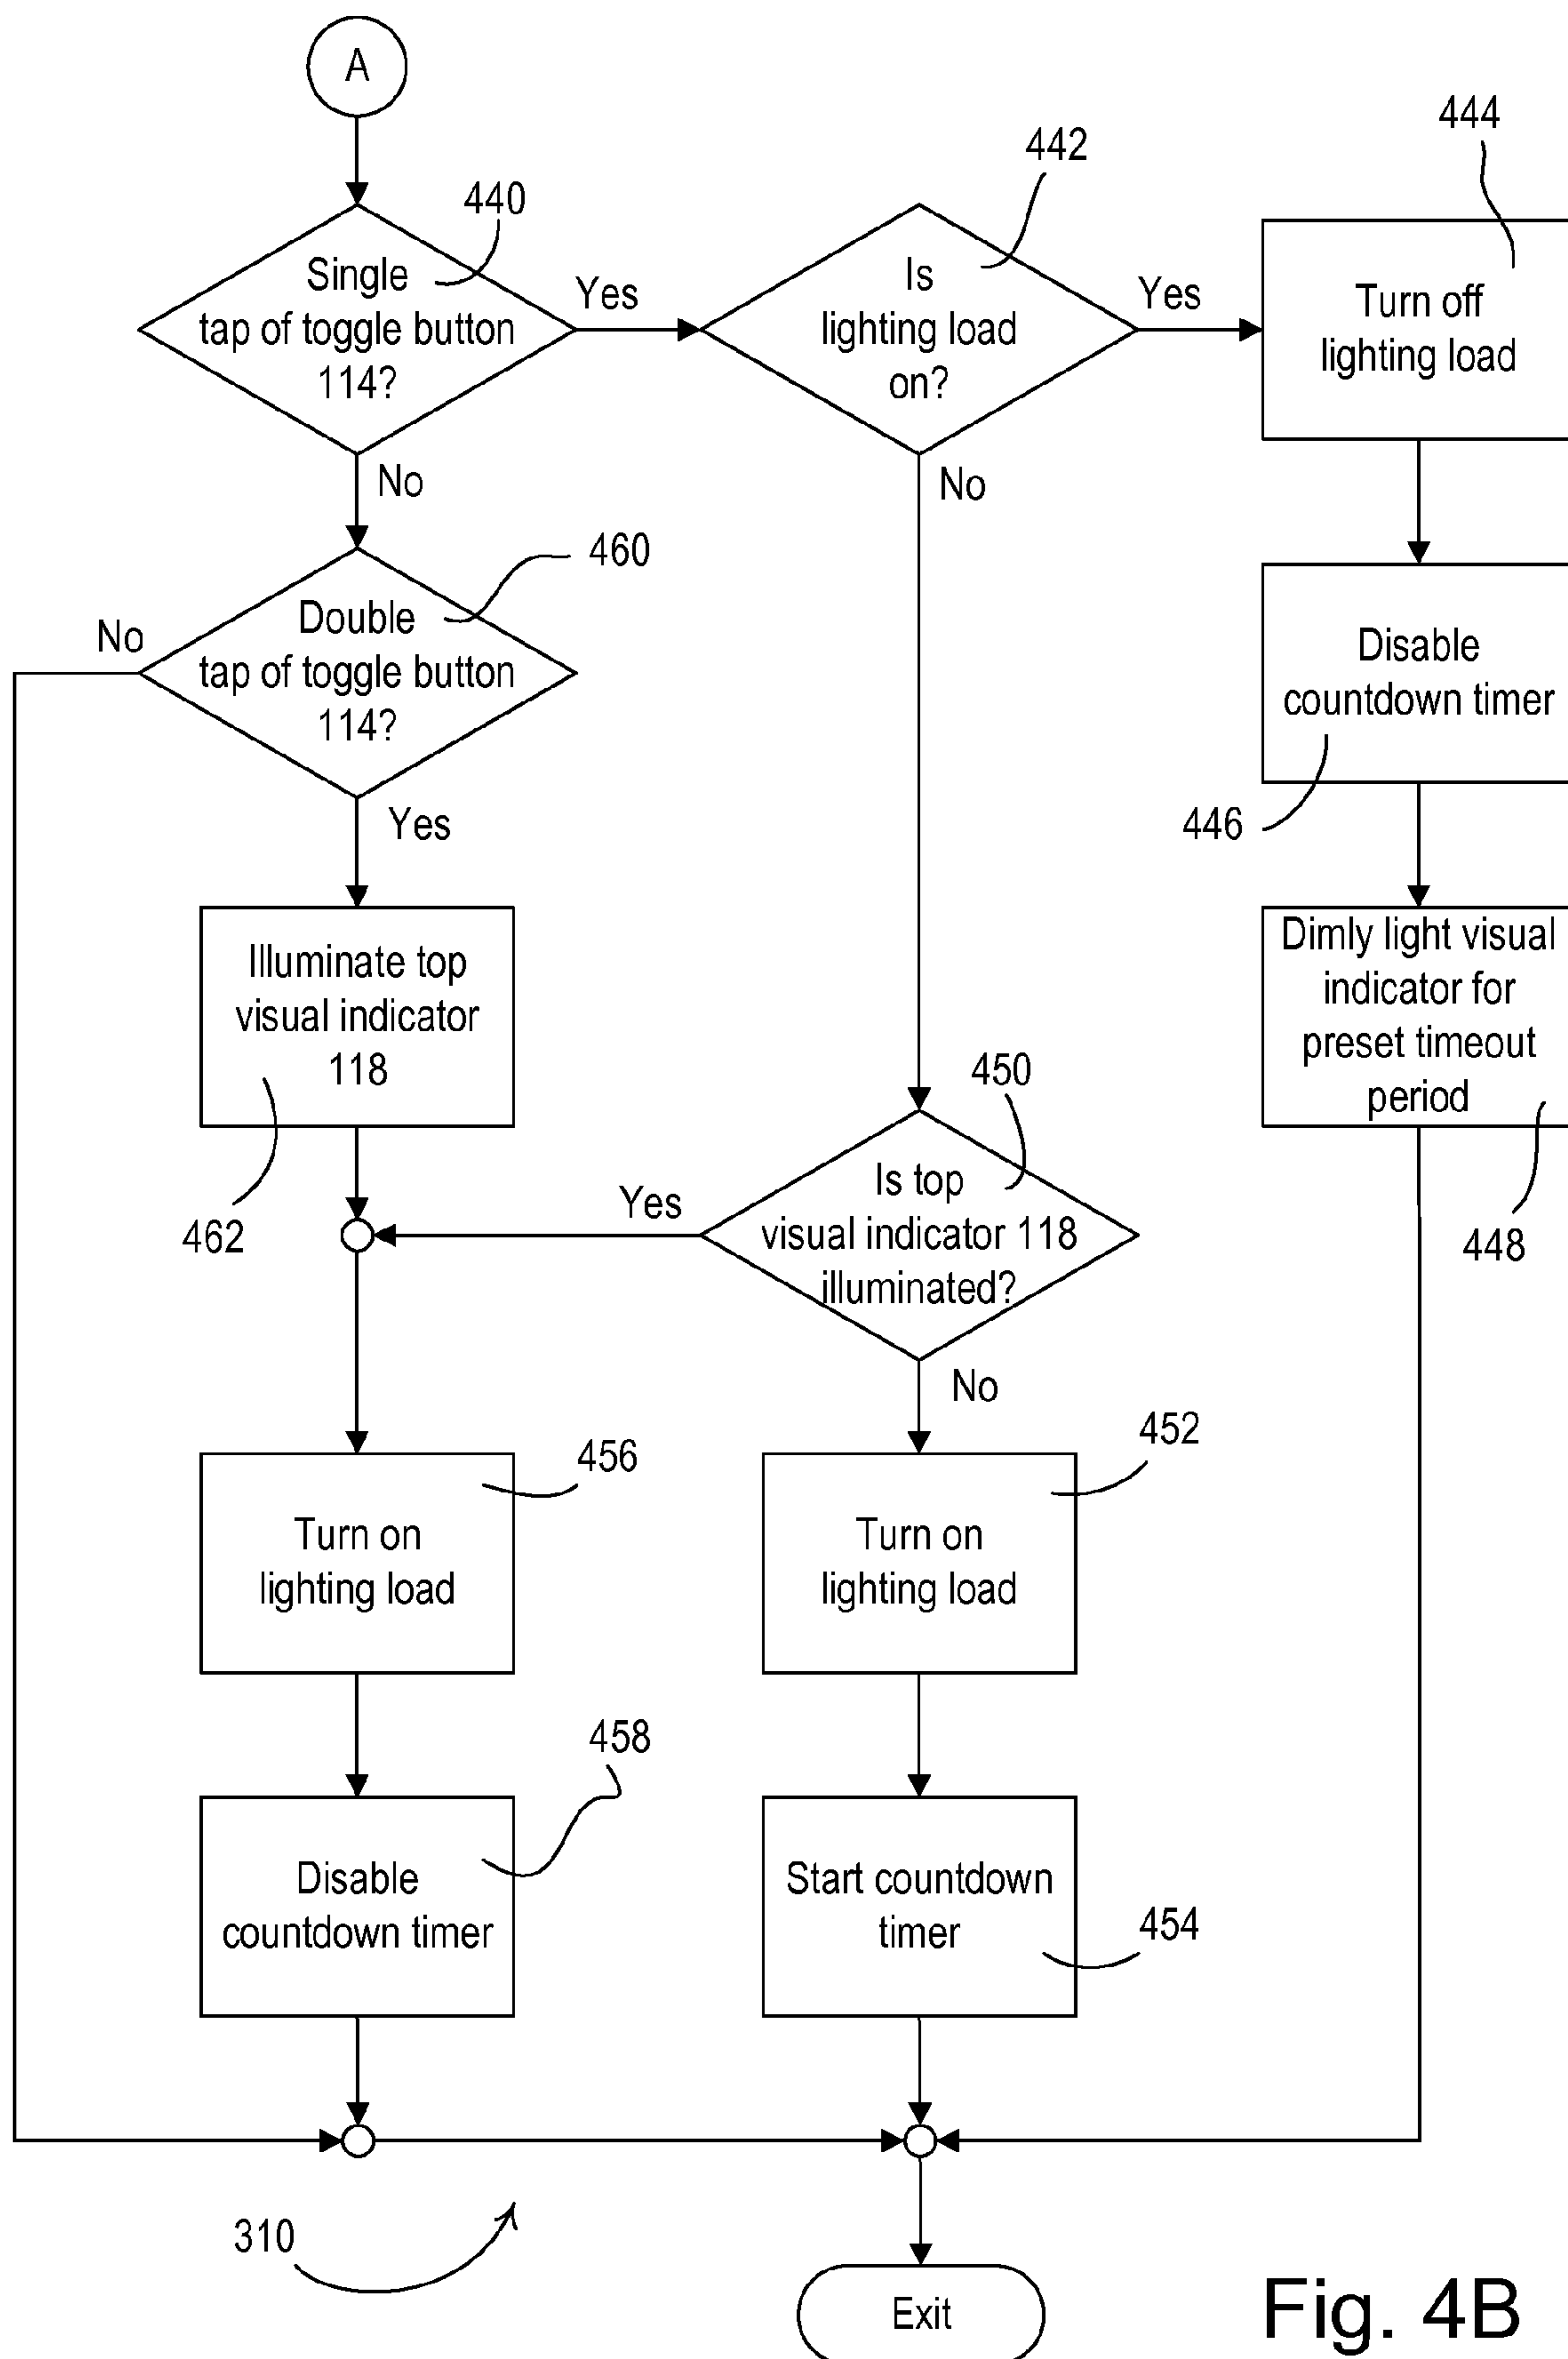 A
444
442
440
Single
tap of toggle button
114?
Yes
Is
lighting load
on?
Yes
Turn off
lighting load
No
No
460
Double
tap of toggle button
114?
No
Yes
Disable
countdown timer
446
Illuminate top
visual indicator
118
462
Dimly light visual
indicator for
preset timeout
period
448
450
Is top
visual indicator 118
illuminated?
Yes
No
456
Turn on
lighting load
452
Turn on
lighting load
458
Disable
countdown timer
Start countdown
timer
454
310
Exit
Fig. 4B